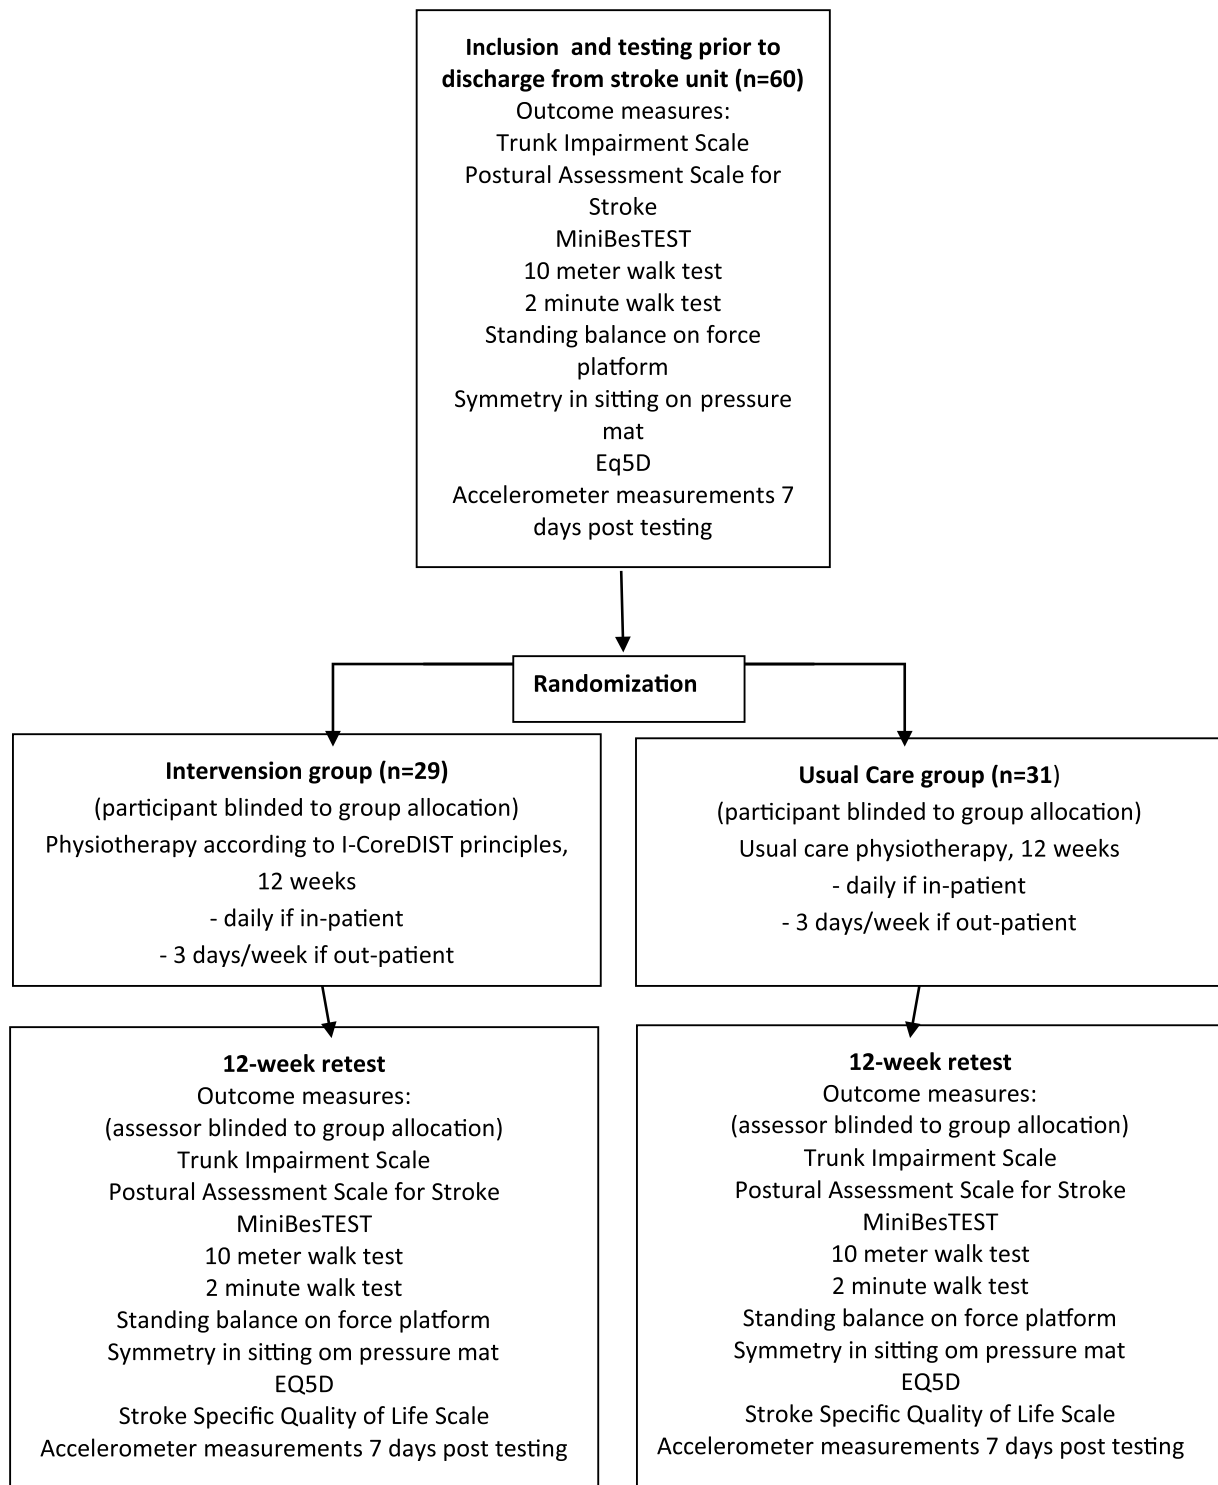 Inclusion  and testing prior to
discharge from stroke unit (n=60)
Outcome measures:
Trunk Impairment Scale
Postural Assessment Scale for
Stroke
MiniBesTEST
10 meter walk test
2 minute walk test
Standing balance on force
platform
Symmetry in sitting on pressure
mat
Eq5D
Accelerometer measurements 7
days post testing
Randomization
Intervension group (n=29)
(participant blinded to group allocation)
Physiotherapy according to I-CoreDIST principles,
12 weeks
- daily if in-patient
- 3 days/week if out-patient
Usual Care group (n=31)
(participant blinded to group allocation)
Usual care physiotherapy, 12 weeks
- daily if in-patient
- 3 days/week if out-patient
12-week retest
Outcome measures:
(assessor blinded to group allocation)
Trunk Impairment Scale
Postural Assessment Scale for Stroke
MiniBesTEST
10 meter walk test
2 minute walk test
Standing balance on force platform
Symmetry in sitting om pressure mat
EQ5D
Stroke Specific Quality of Life Scale
Accelerometer measurements 7 days post testing
12-week retest
Outcome measures:
(assessor blinded to group allocation)
Trunk Impairment Scale
Postural Assessment Scale for Stroke
MiniBesTEST
10 meter walk test
2 minute walk test
Standing balance on force platform
Symmetry in sitting om pressure mat
EQ5D
Stroke Specific Quality of Life Scale
Accelerometer measurements 7 days post testing